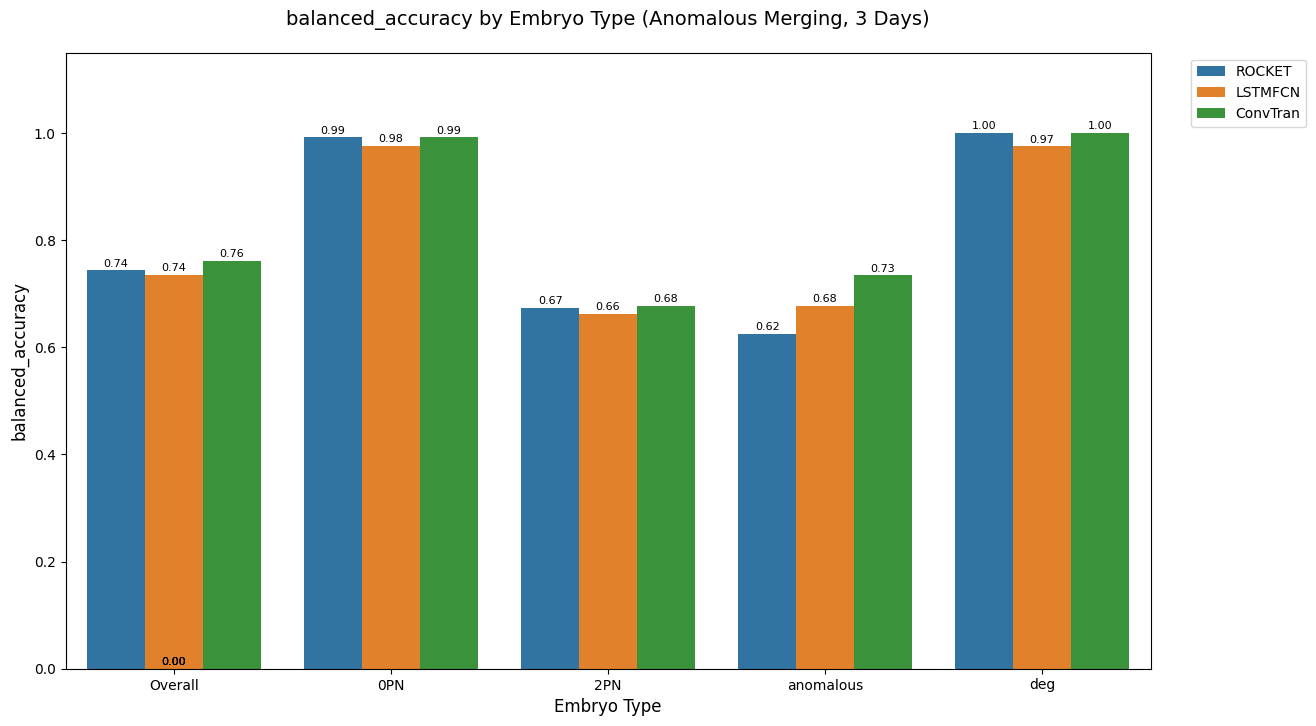 balanced_accuracy by Embryo Type (Anomalous Merging, 3 Days)
ROCKET
LSTMFCN
ConvTran
balanced_accuracy
1.0
0.8
0.6
0.4
0.2
0.0
0.74
0.74
0.76
0.00
0.99
0.98
0.99
0.67
0.66
0.68
0.62
0.68
0.73
1.00
0.97
1.00
Overall
0PN
2PN
anomalous
deg
Embryo Type